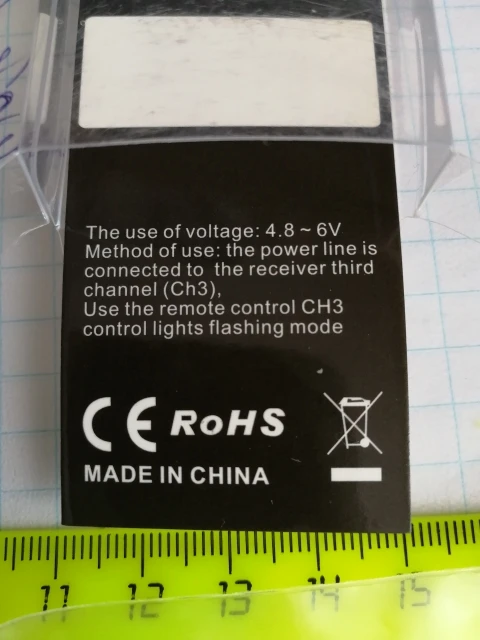 The use of voltage: 4.8 ~ 6V
Method of use: the power line is
connected to the receiver third
channel (Ch3),
Use the remote control CH3
control lights flashing mode
CE RoHS
MADE IN CHINA
11 12 13 14 15